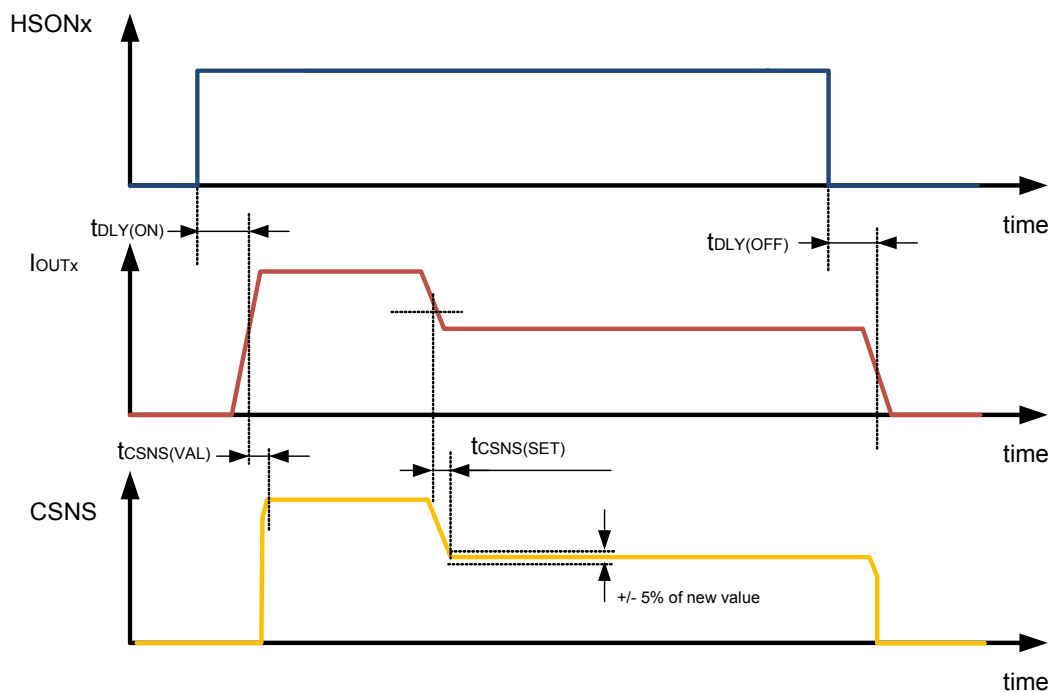 HSONx
time
tDLY(ON)
tDLY(OFF)
IOUTx
time
tCSNS(VAL)
tCSNS(SET)
CSNS
+/- 5% of new value
time